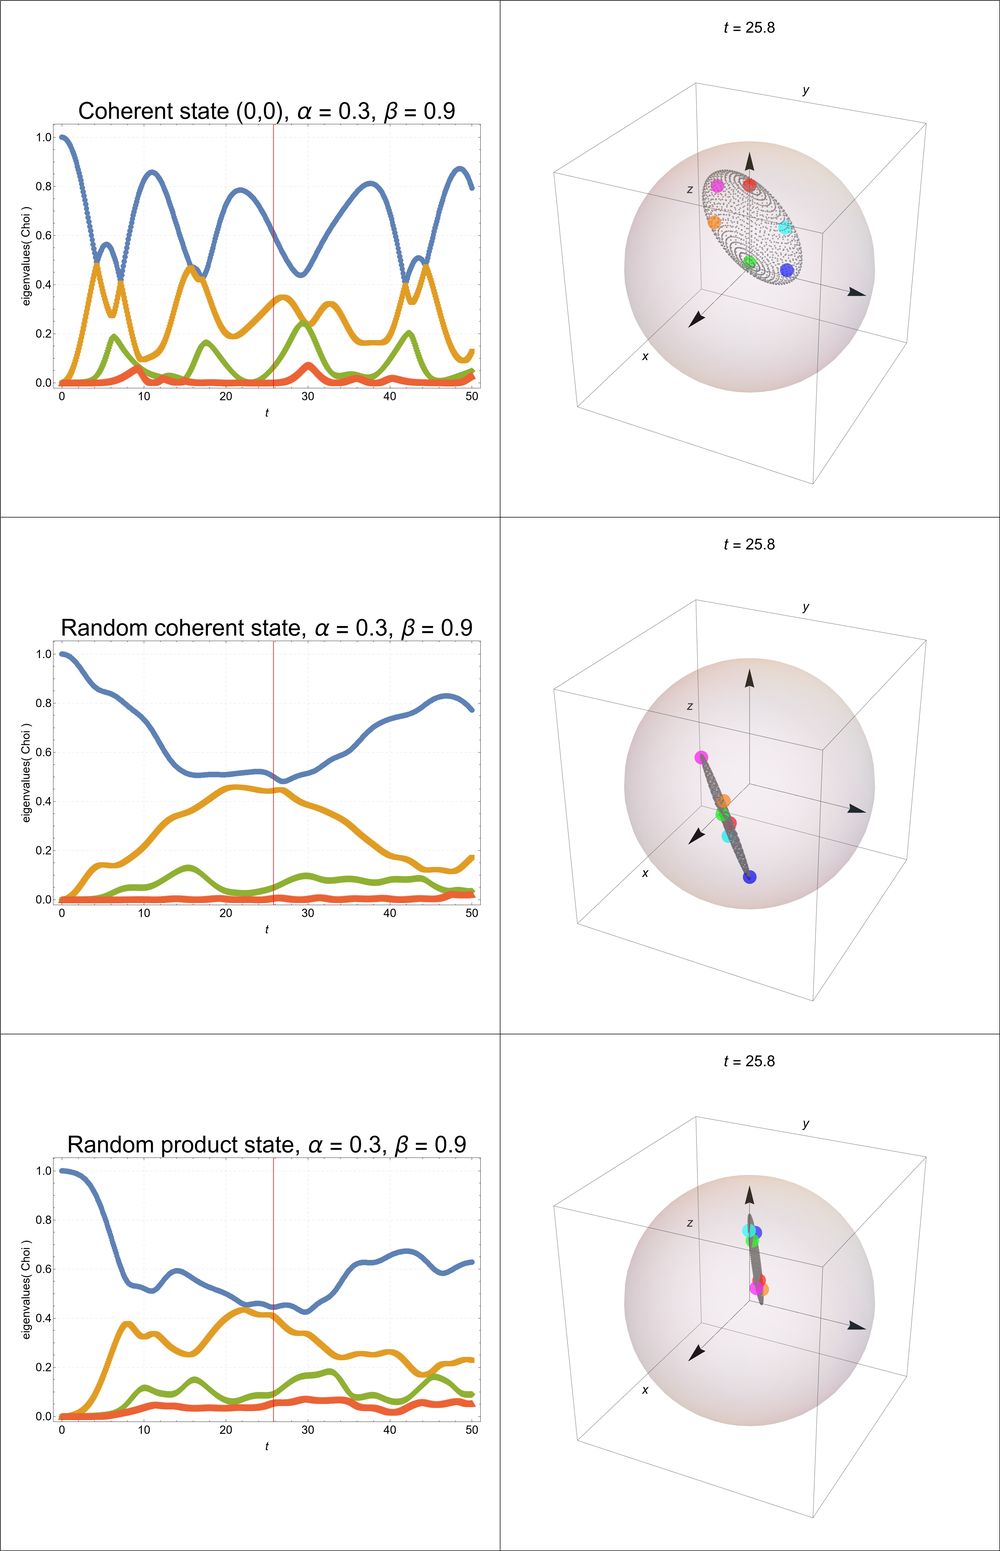 Coherent state (0,0), α = 0.3, β = 0.9
eigenvalues( Choi )
1.0
0.8
0.6
0.4
0.2
0.0
0 10 20 30 40 50
t
t = 25.8
y
z
x
Random coherent state, α = 0.3, β = 0.9
eigenvalues( Choi )
1.0
0.8
0.6
0.4
0.2
0.0
0 10 20 30 40 50
t
t = 25.8
y
z
x
Random product state, α = 0.3, β = 0.9
eigenvalues( Choi )
1.0
0.8
0.6
0.4
0.2
0.0
0 10 20 30 40 50
t
t = 25.8
y
z
x